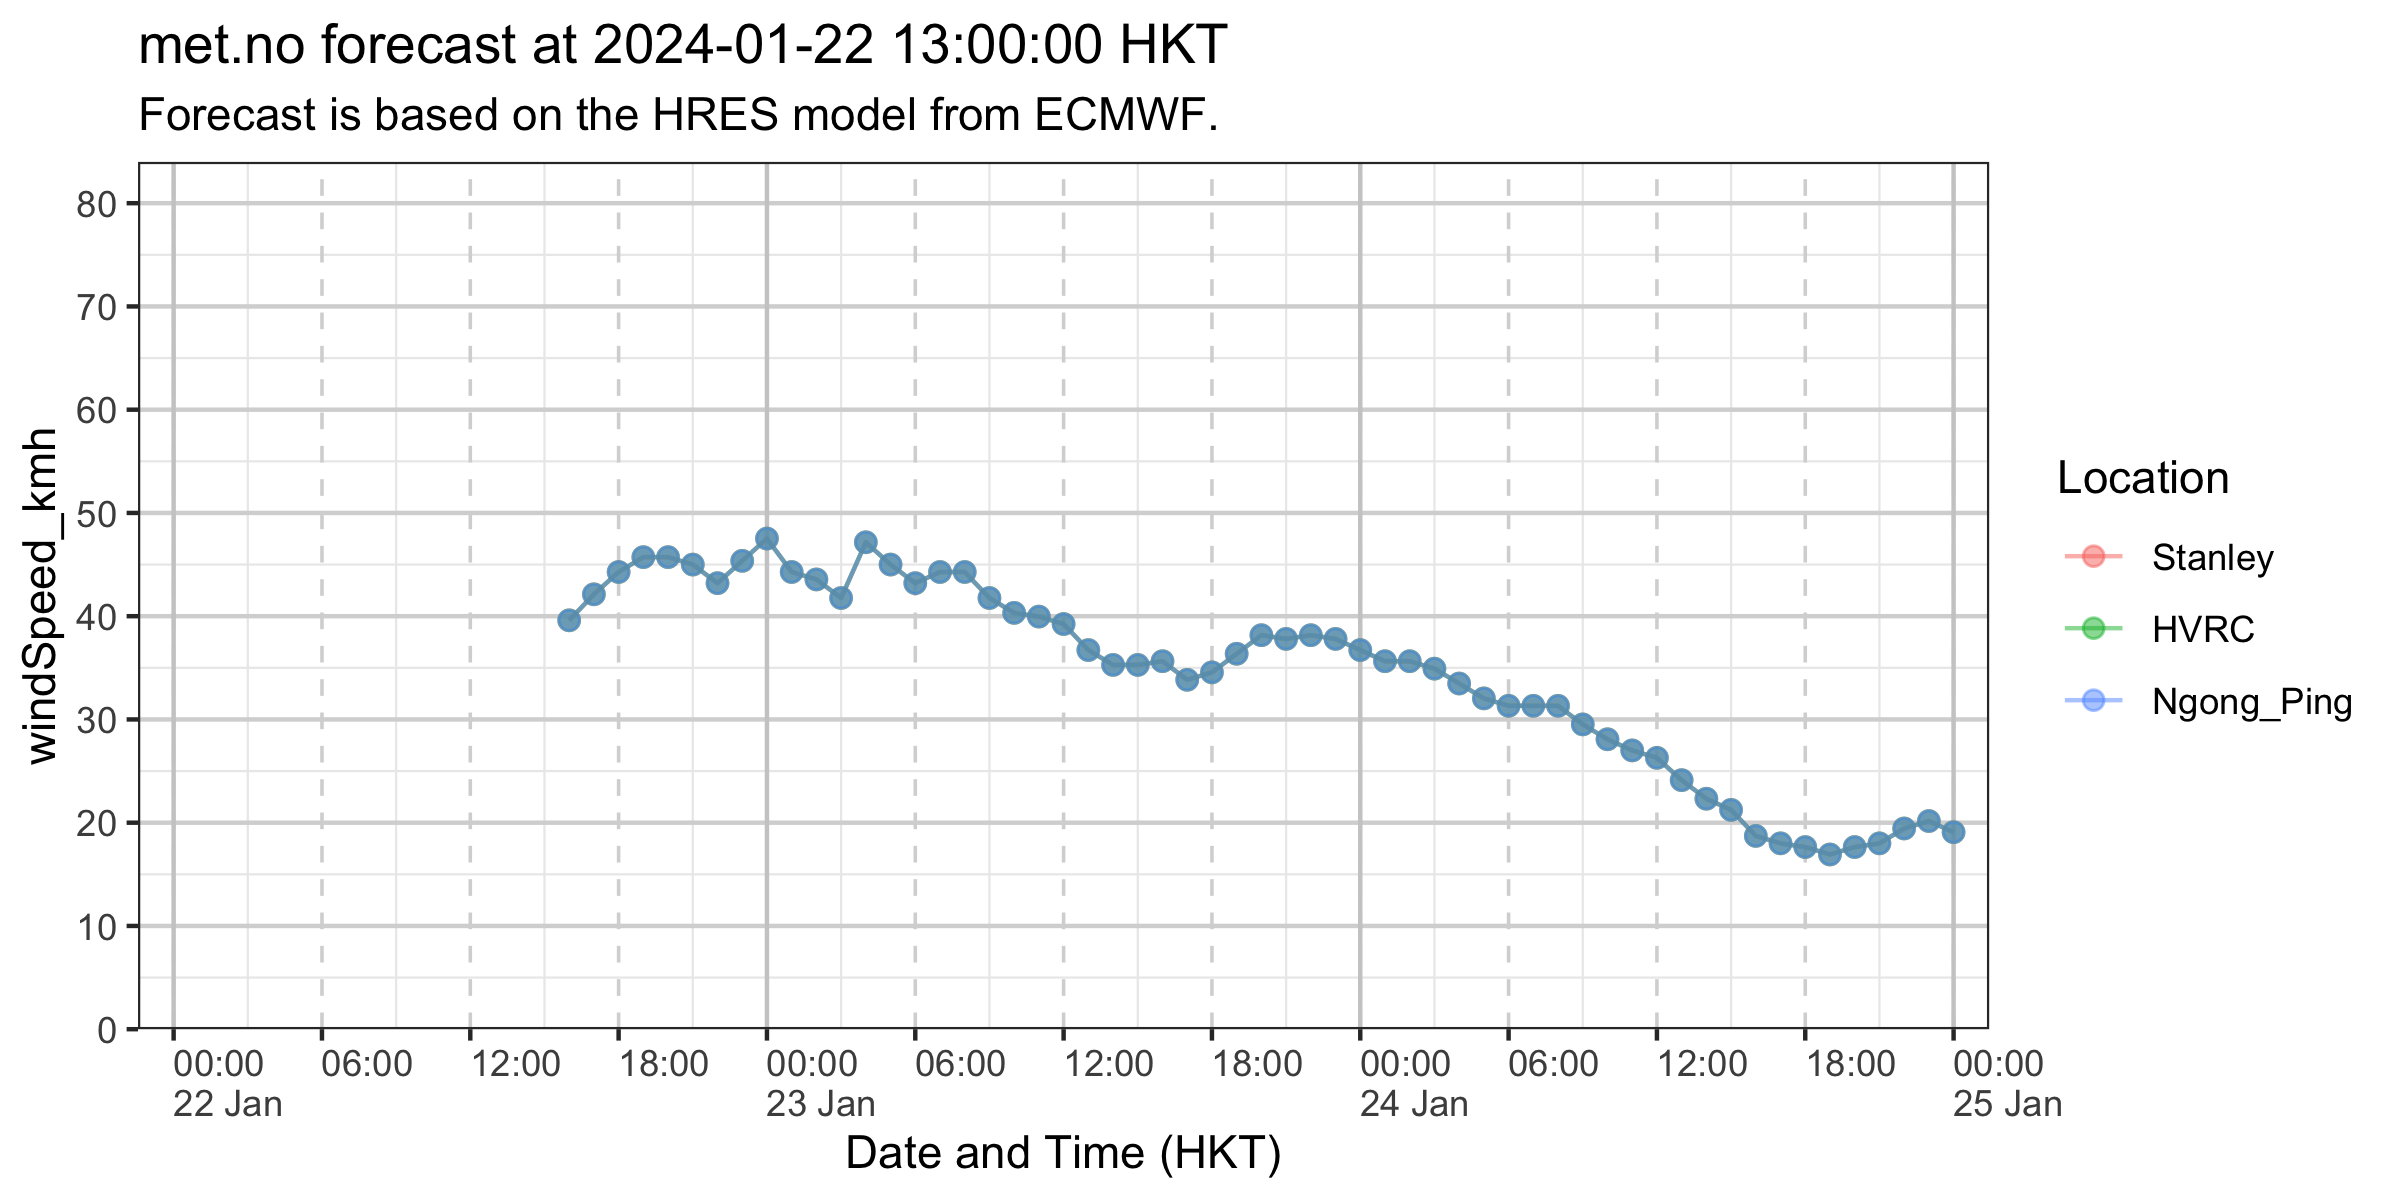 met.no forecast at 2024-01-22 13:00:00 HKT
Forecast is based on the HRES model from ECMWF.
windSpeed_kmh
80
70
60
50
40
30
20
10
0
00:00 06:00 12:00 18:00 00:00 06:00 12:00 18:00 00:00 06:00 12:00 18:00 00:00
22 Jan 23 Jan 24 Jan 25 Jan
Date and Time (HKT)
Location
Stanley
HVRC
Ngong_Ping